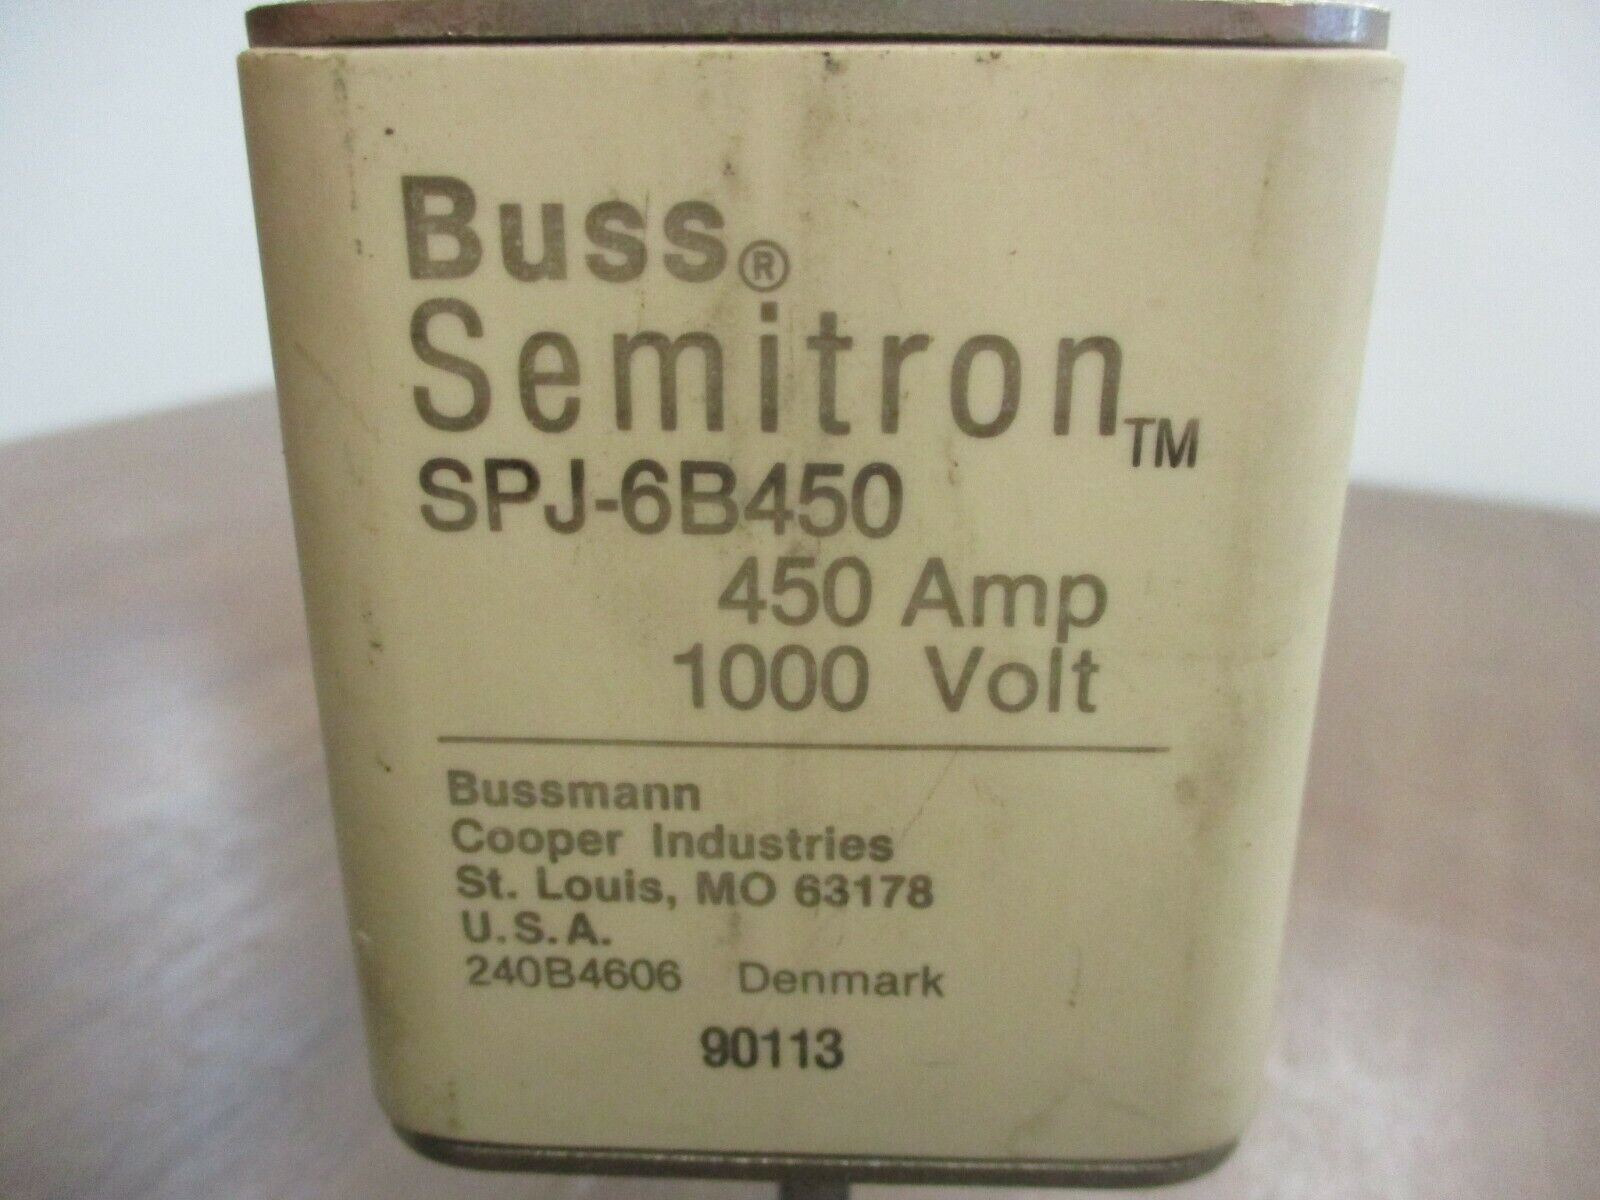 Buss®
Semitron™
SPJ-6B450
450 Amp
1000 Volt
Bussmann
Cooper Industries
St. Louis, MO 63178
U.S.A.
240B4606 Denmark
90113